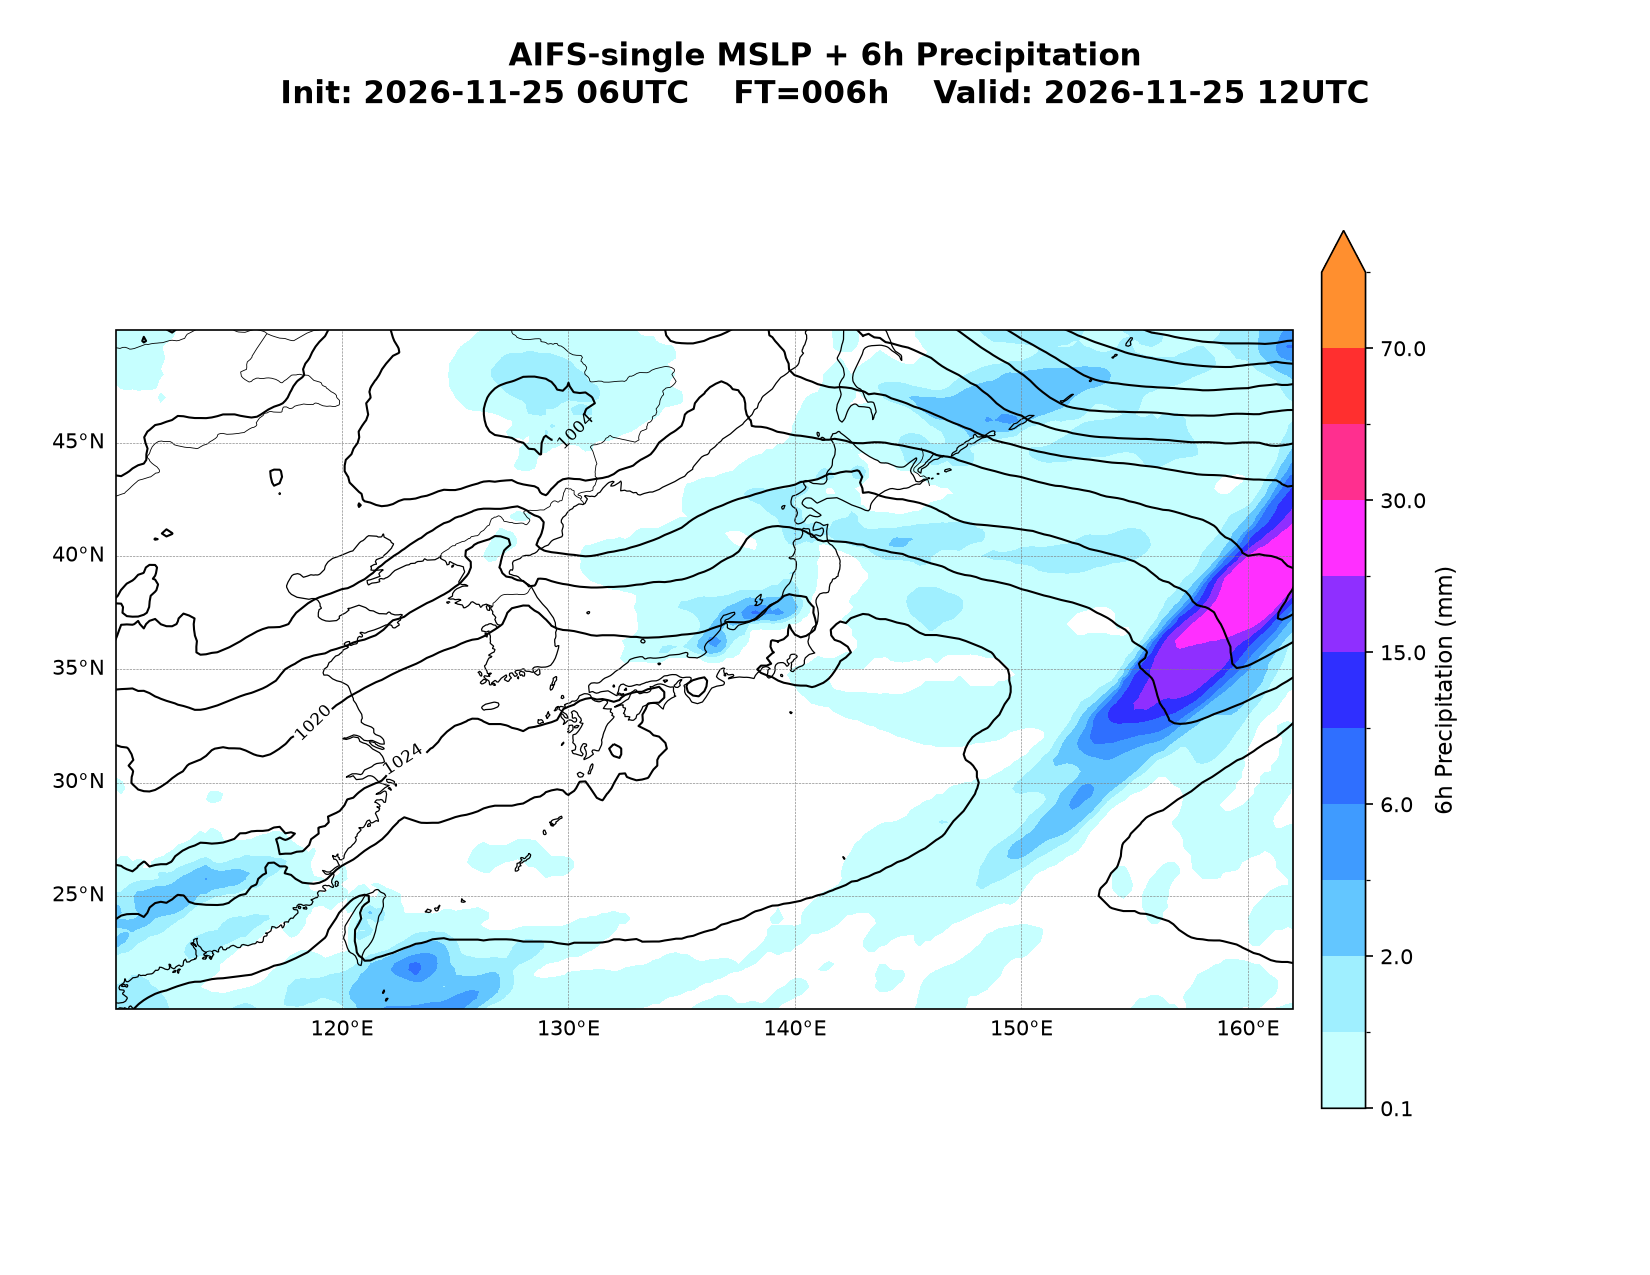 AIFS-single MSLP + 6h Precipitation
Init: 2026-11-25 06UTC    FT=006h    Valid: 2026-11-25 12UTC
70.0
30.0
15.0
6.0
2.0
0.1
6h Precipitation (mm)
45°N
40°N
35°N
30°N
25°N
1004
1020
1024
120°E
130°E
140°E
150°E
160°E